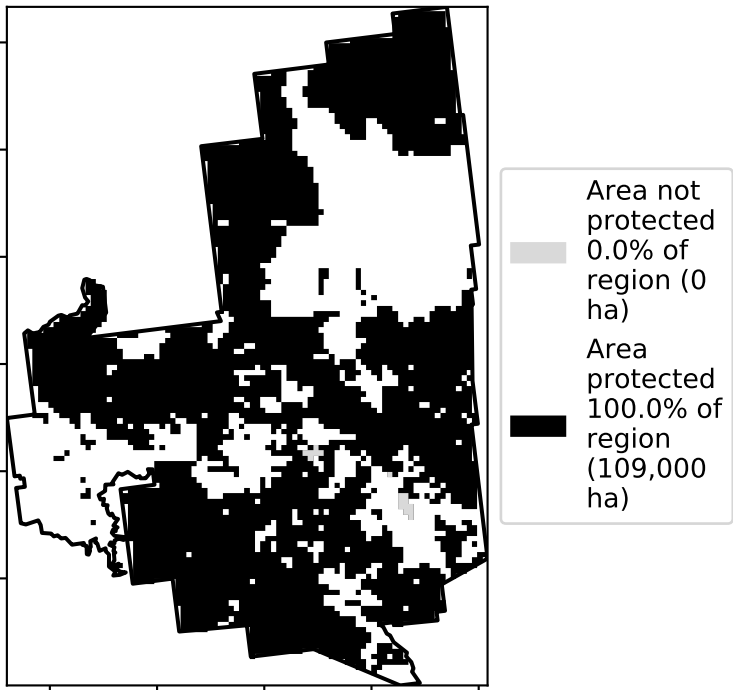 Area not
protected
0.0% of
region (0
ha)
Area
protected
100.0% of
region
(109,000
ha)